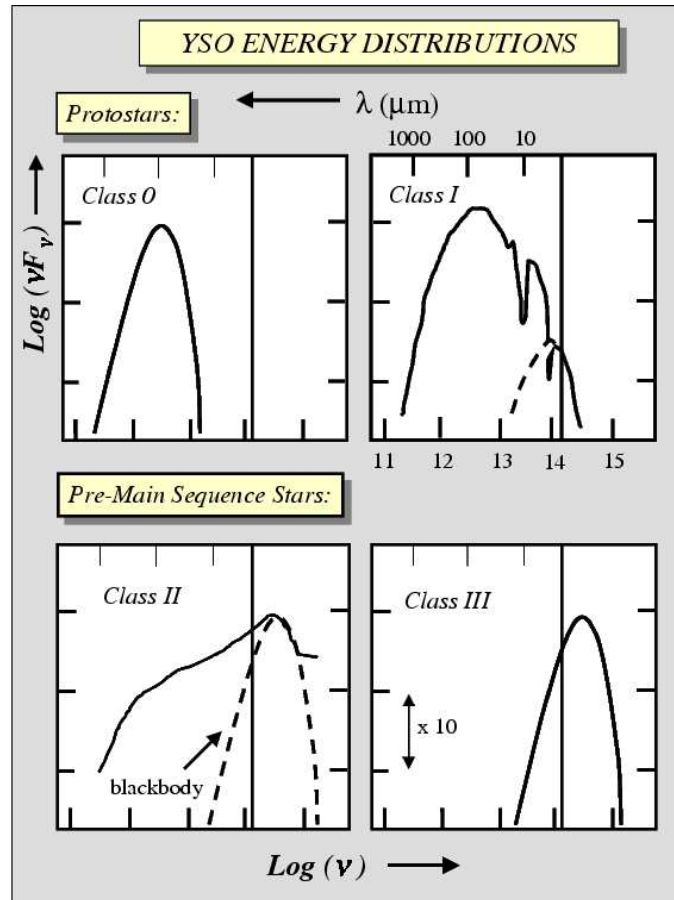 YSO ENERGY DISTRIBUTIONS
λ (μm)
Protostars:
1000 100 10
Class 0
Class I
Log (νFν)
11 12 13 14 15
Pre-Main Sequence Stars:
Class II
Class III
x 10
blackbody
Log (ν)